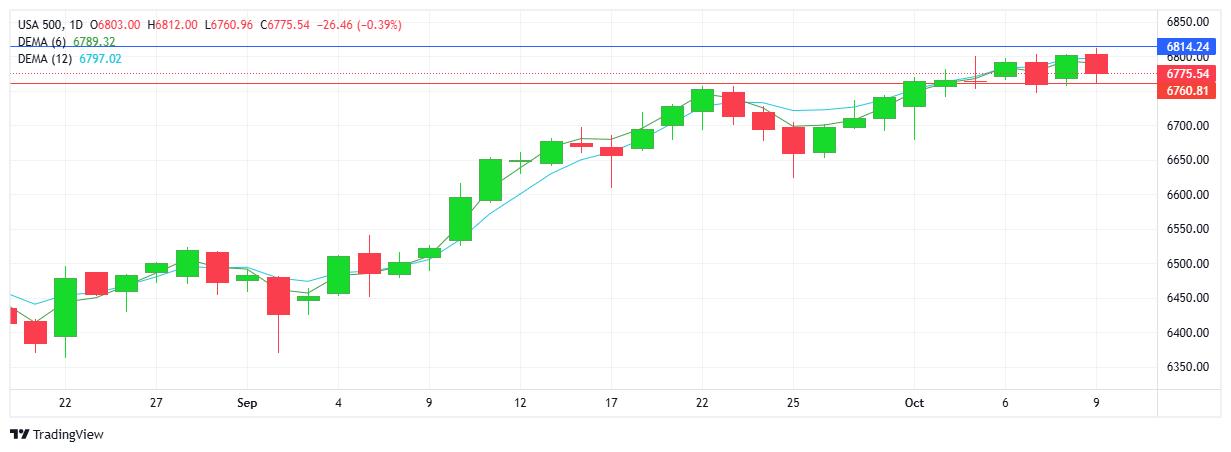 USA 500, 1D O6803.00 H6812.00 L6760.96 C6775.54 −26.46 (−0.39%)
DEMA (6) 6789.32
DEMA (12) 6797.02
6850.00
6814.24
6800.00
6775.54
6760.81
6700.00
6650.00
6600.00
6550.00
6500.00
6450.00
6400.00
6350.00
22 27 Sep 4 9 12 17 22 25 Oct 6 9
TradingView